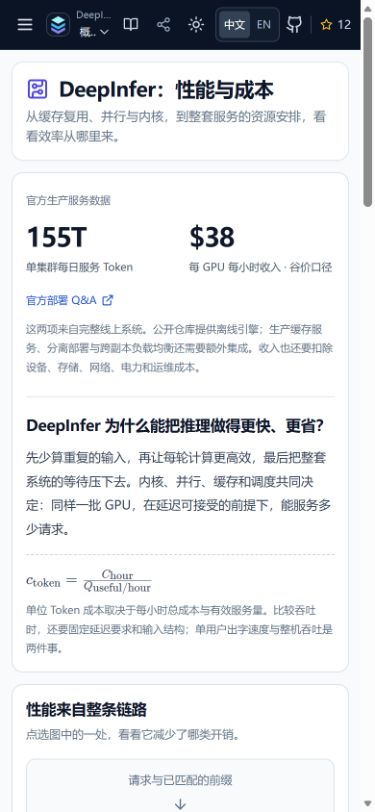 DeepI...
概..
中文
EN
12
DeepInfer：性能与成本
从缓存复用、并行与内核，到整套服务的资源安排，看
看效率从哪里来。
官方生产服务数据
155T
$38
单集群每日服务 Token
每 GPU 每小时收入 · 谷价口径
官方部署 Q&A
这两项来自完整线上系统。公开仓库提供离线引擎；生产缓存服
务、分离部署与跨副本负载均衡还需要额外集成。收入也还要扣除
设备、存储、网络、电力和运维成本。
DeepInfer 为什么能把推理做得更快、更省？
先少算重复的输入，再让每轮计算更高效，最后把整套
系统的等待压下去。内核、并行、缓存和调度共同决
定：同样一批 GPU，在延迟可接受的前提下，能服务多
少请求。
c_token = C_hour / Q_useful/hour
单位 Token 成本取决于每小时总成本与有效服务量。比较吞吐
时，还要固定延迟要求和输入结构；单用户出字速度与整机吞吐是
两件事。
性能来自整条链路
点选图中的一处，看看它减少了哪类开销。
请求与已匹配的前缀